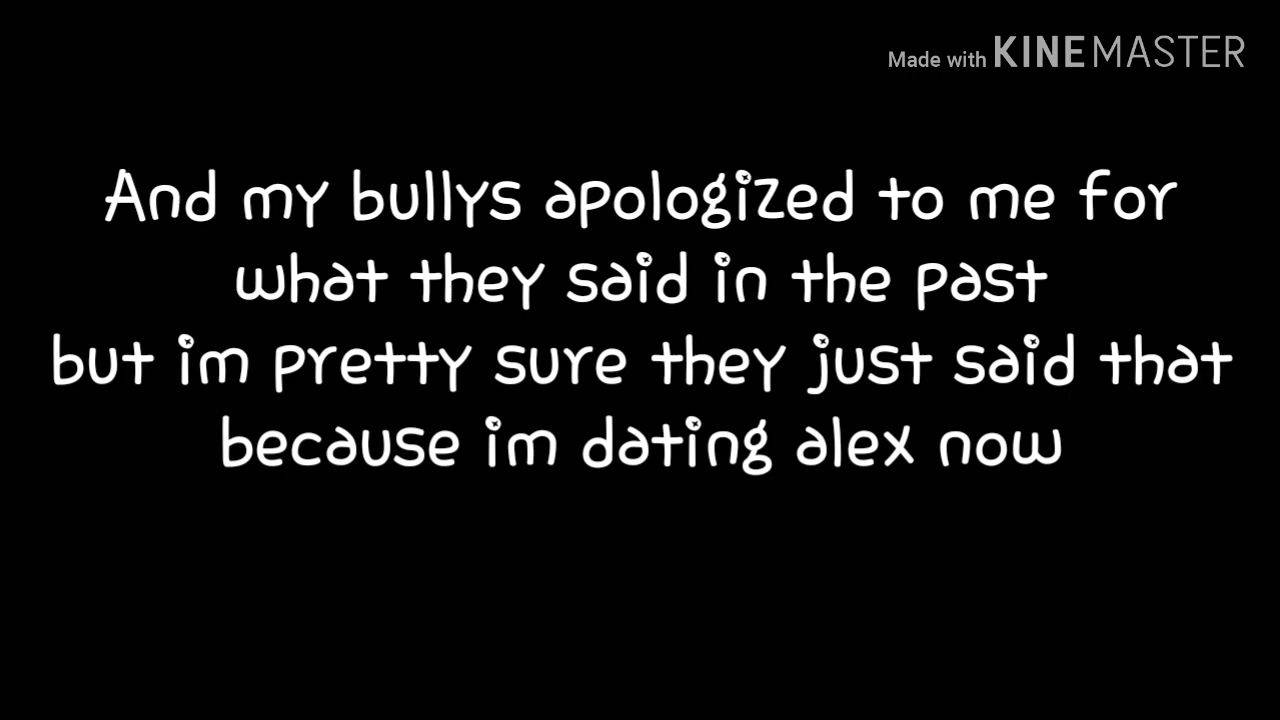 Made with KINEMASTER
And my bullys apologized to me for
what they said in the past
but im pretty sure they just said that
because im dating alex now